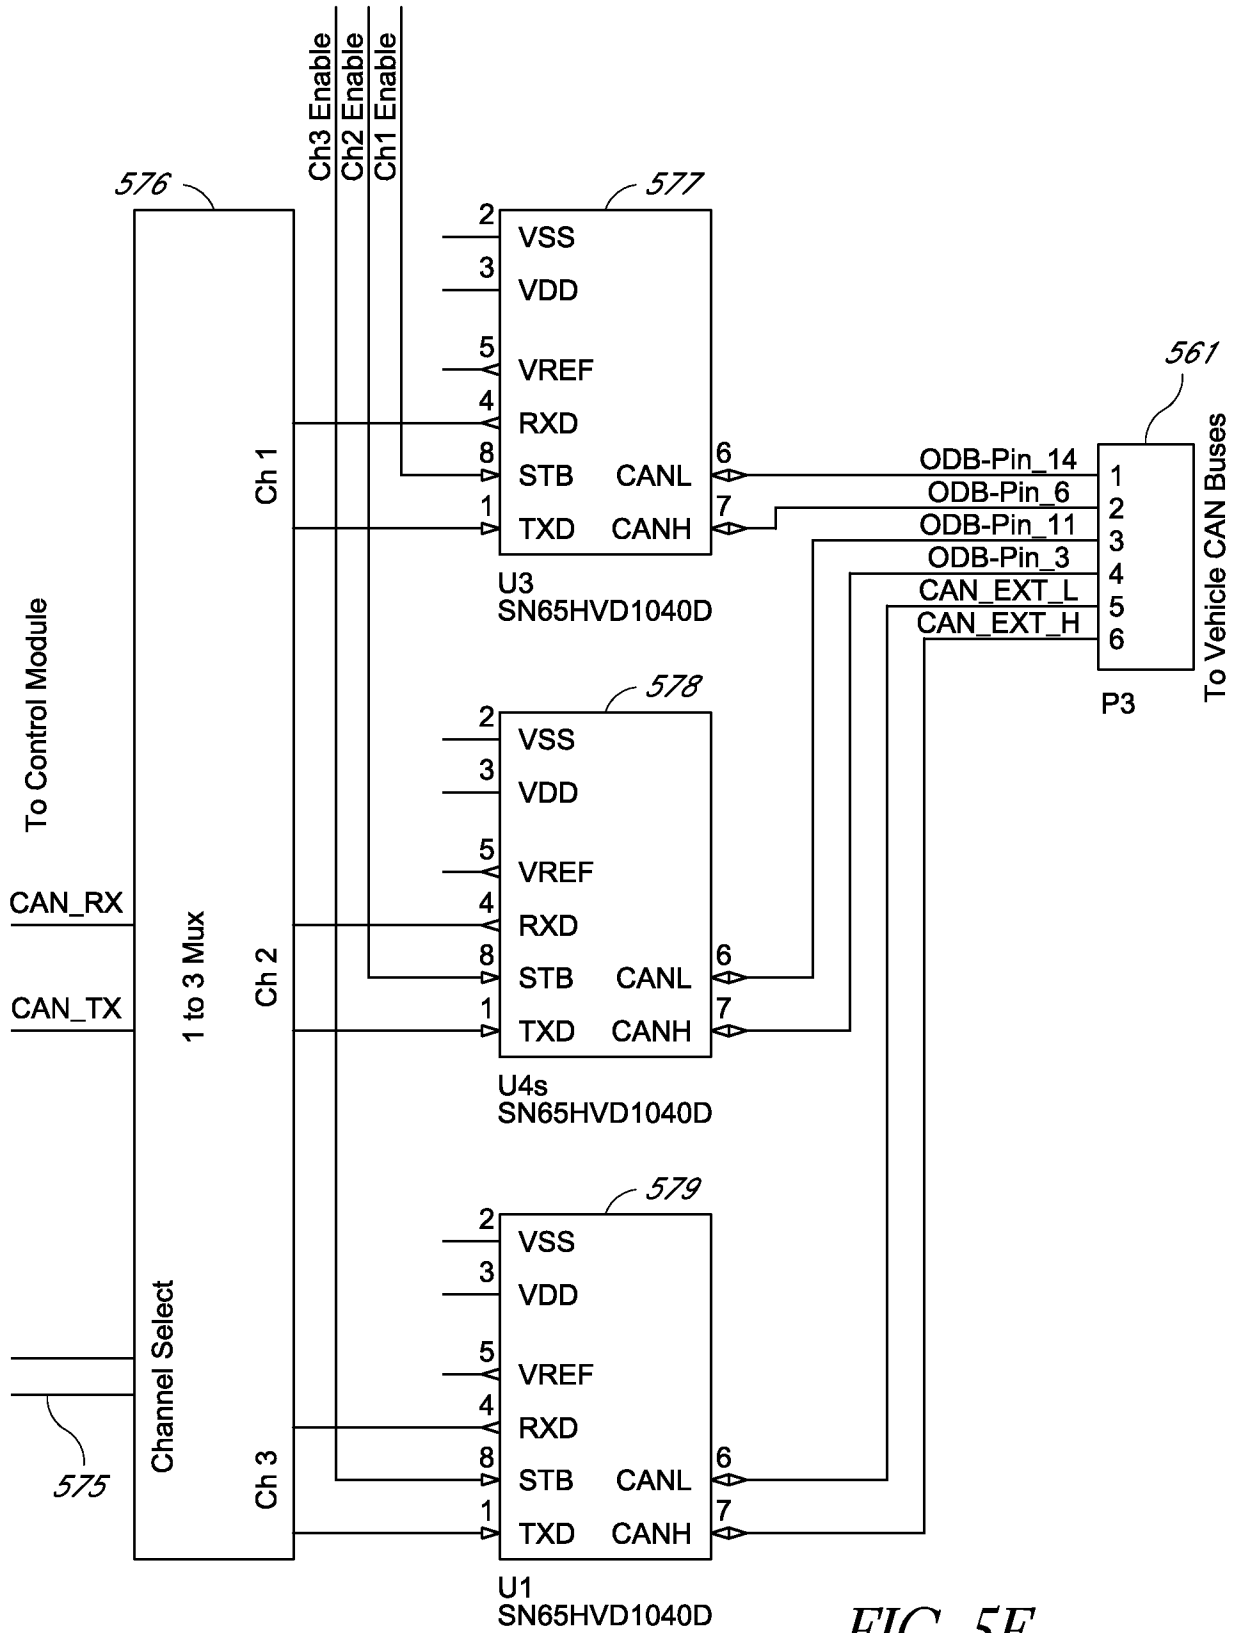 Ch3 Enable
Ch2 Enable
Ch1 Enable
576
577
2 VSS
3 VDD
5 VREF
4 RXD
8 STB CANL 6
1 TXD CANH 7
U3
SN65HVD1040D
Ch 1
561
ODB-Pin_14 1
ODB-Pin_6 2
ODB-Pin_11 3
ODB-Pin_3 4
CAN_EXT_L 5
CAN_EXT_H 6
P3
To Vehicle CAN Buses
To Control Module
CAN_RX
CAN_TX
1 to 3 Mux
Ch 2
578
2 VSS
3 VDD
5 VREF
4 RXD
8 STB CANL 6
1 TXD CANH 7
U4s
SN65HVD1040D
Channel Select
575
Ch 3
579
2 VSS
3 VDD
5 VREF
4 RXD
8 STB CANL 6
1 TXD CANH 7
U1
SN65HVD1040D